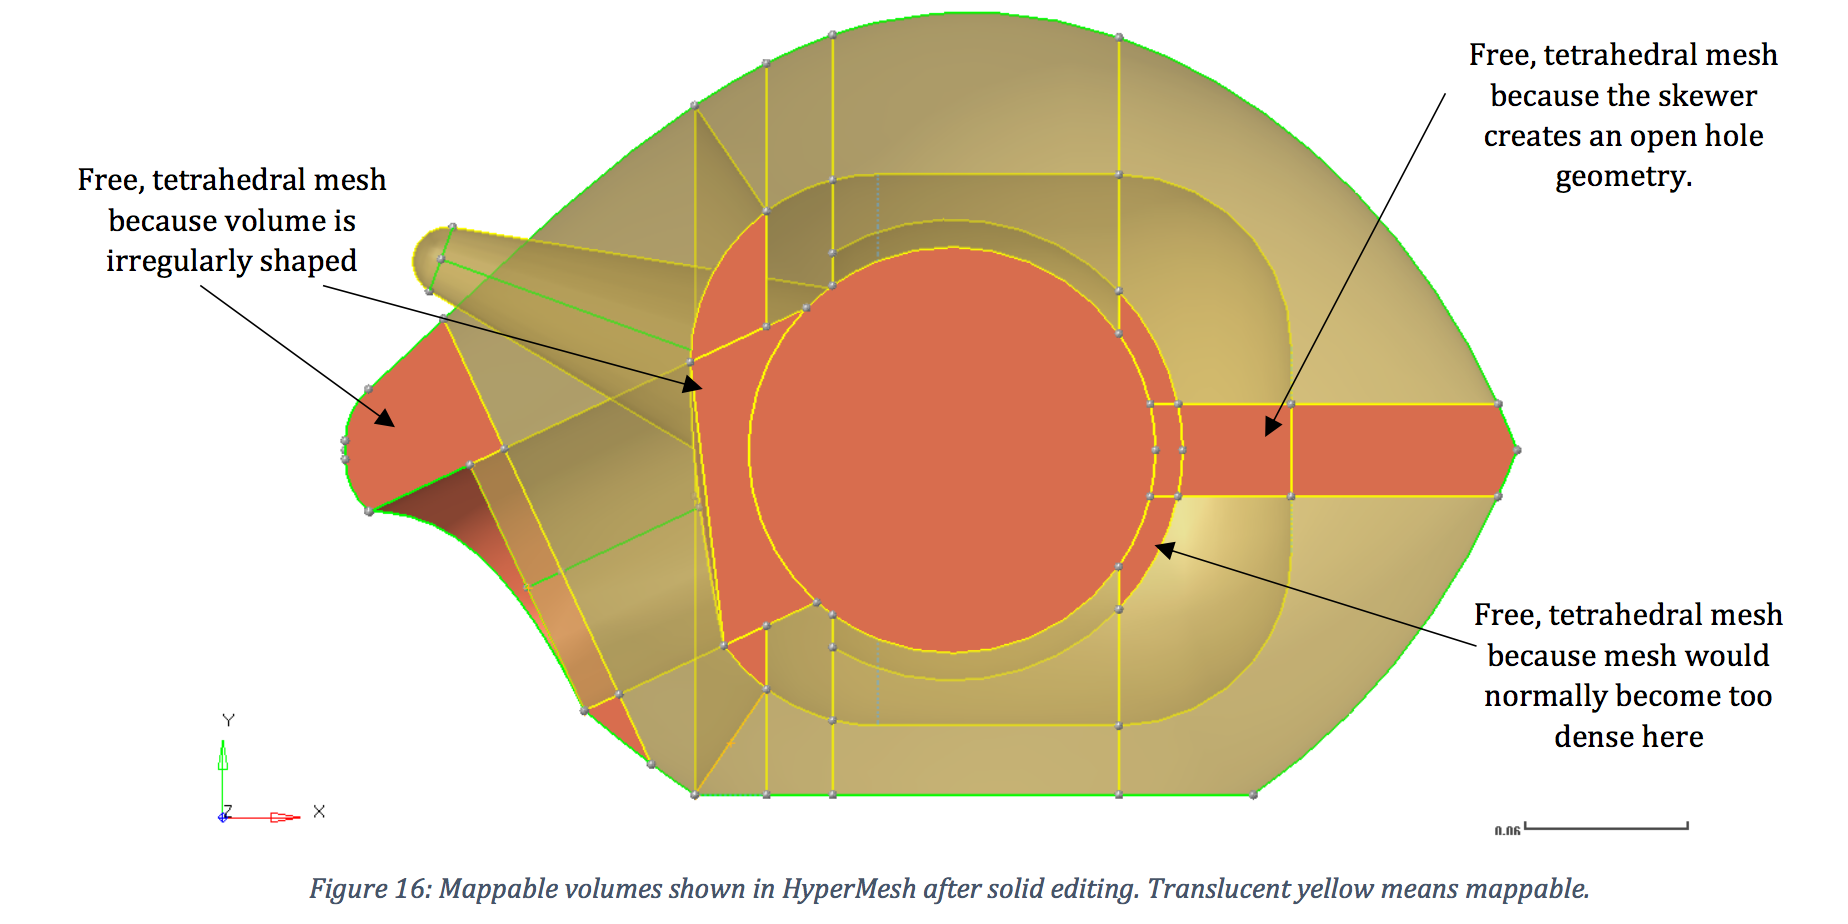 Free, tetrahedral mesh
because the skewer
creates an open hole
geometry.
Free, tetrahedral mesh
because volume is
irregularly shaped
Free, tetrahedral mesh
because mesh would
normally become too
dense here
Y
Z
X
0.06
Figure 16: Mappable volumes shown in HyperMesh after solid editing. Translucent yellow means mappable.